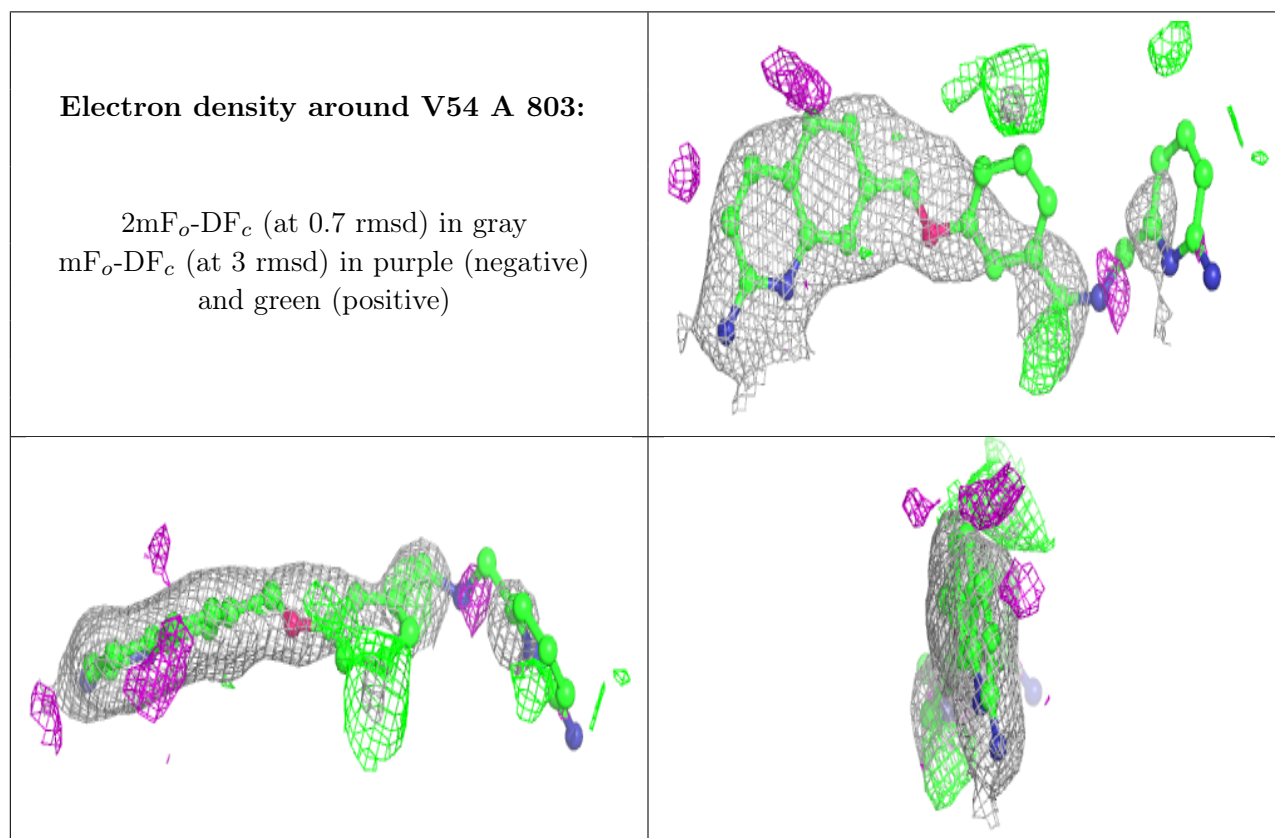 Electron density around V54 A 803:
2mFo-DFc (at 0.7 rmsd) in gray
mFo-DFc (at 3 rmsd) in purple (negative)
and green (positive)